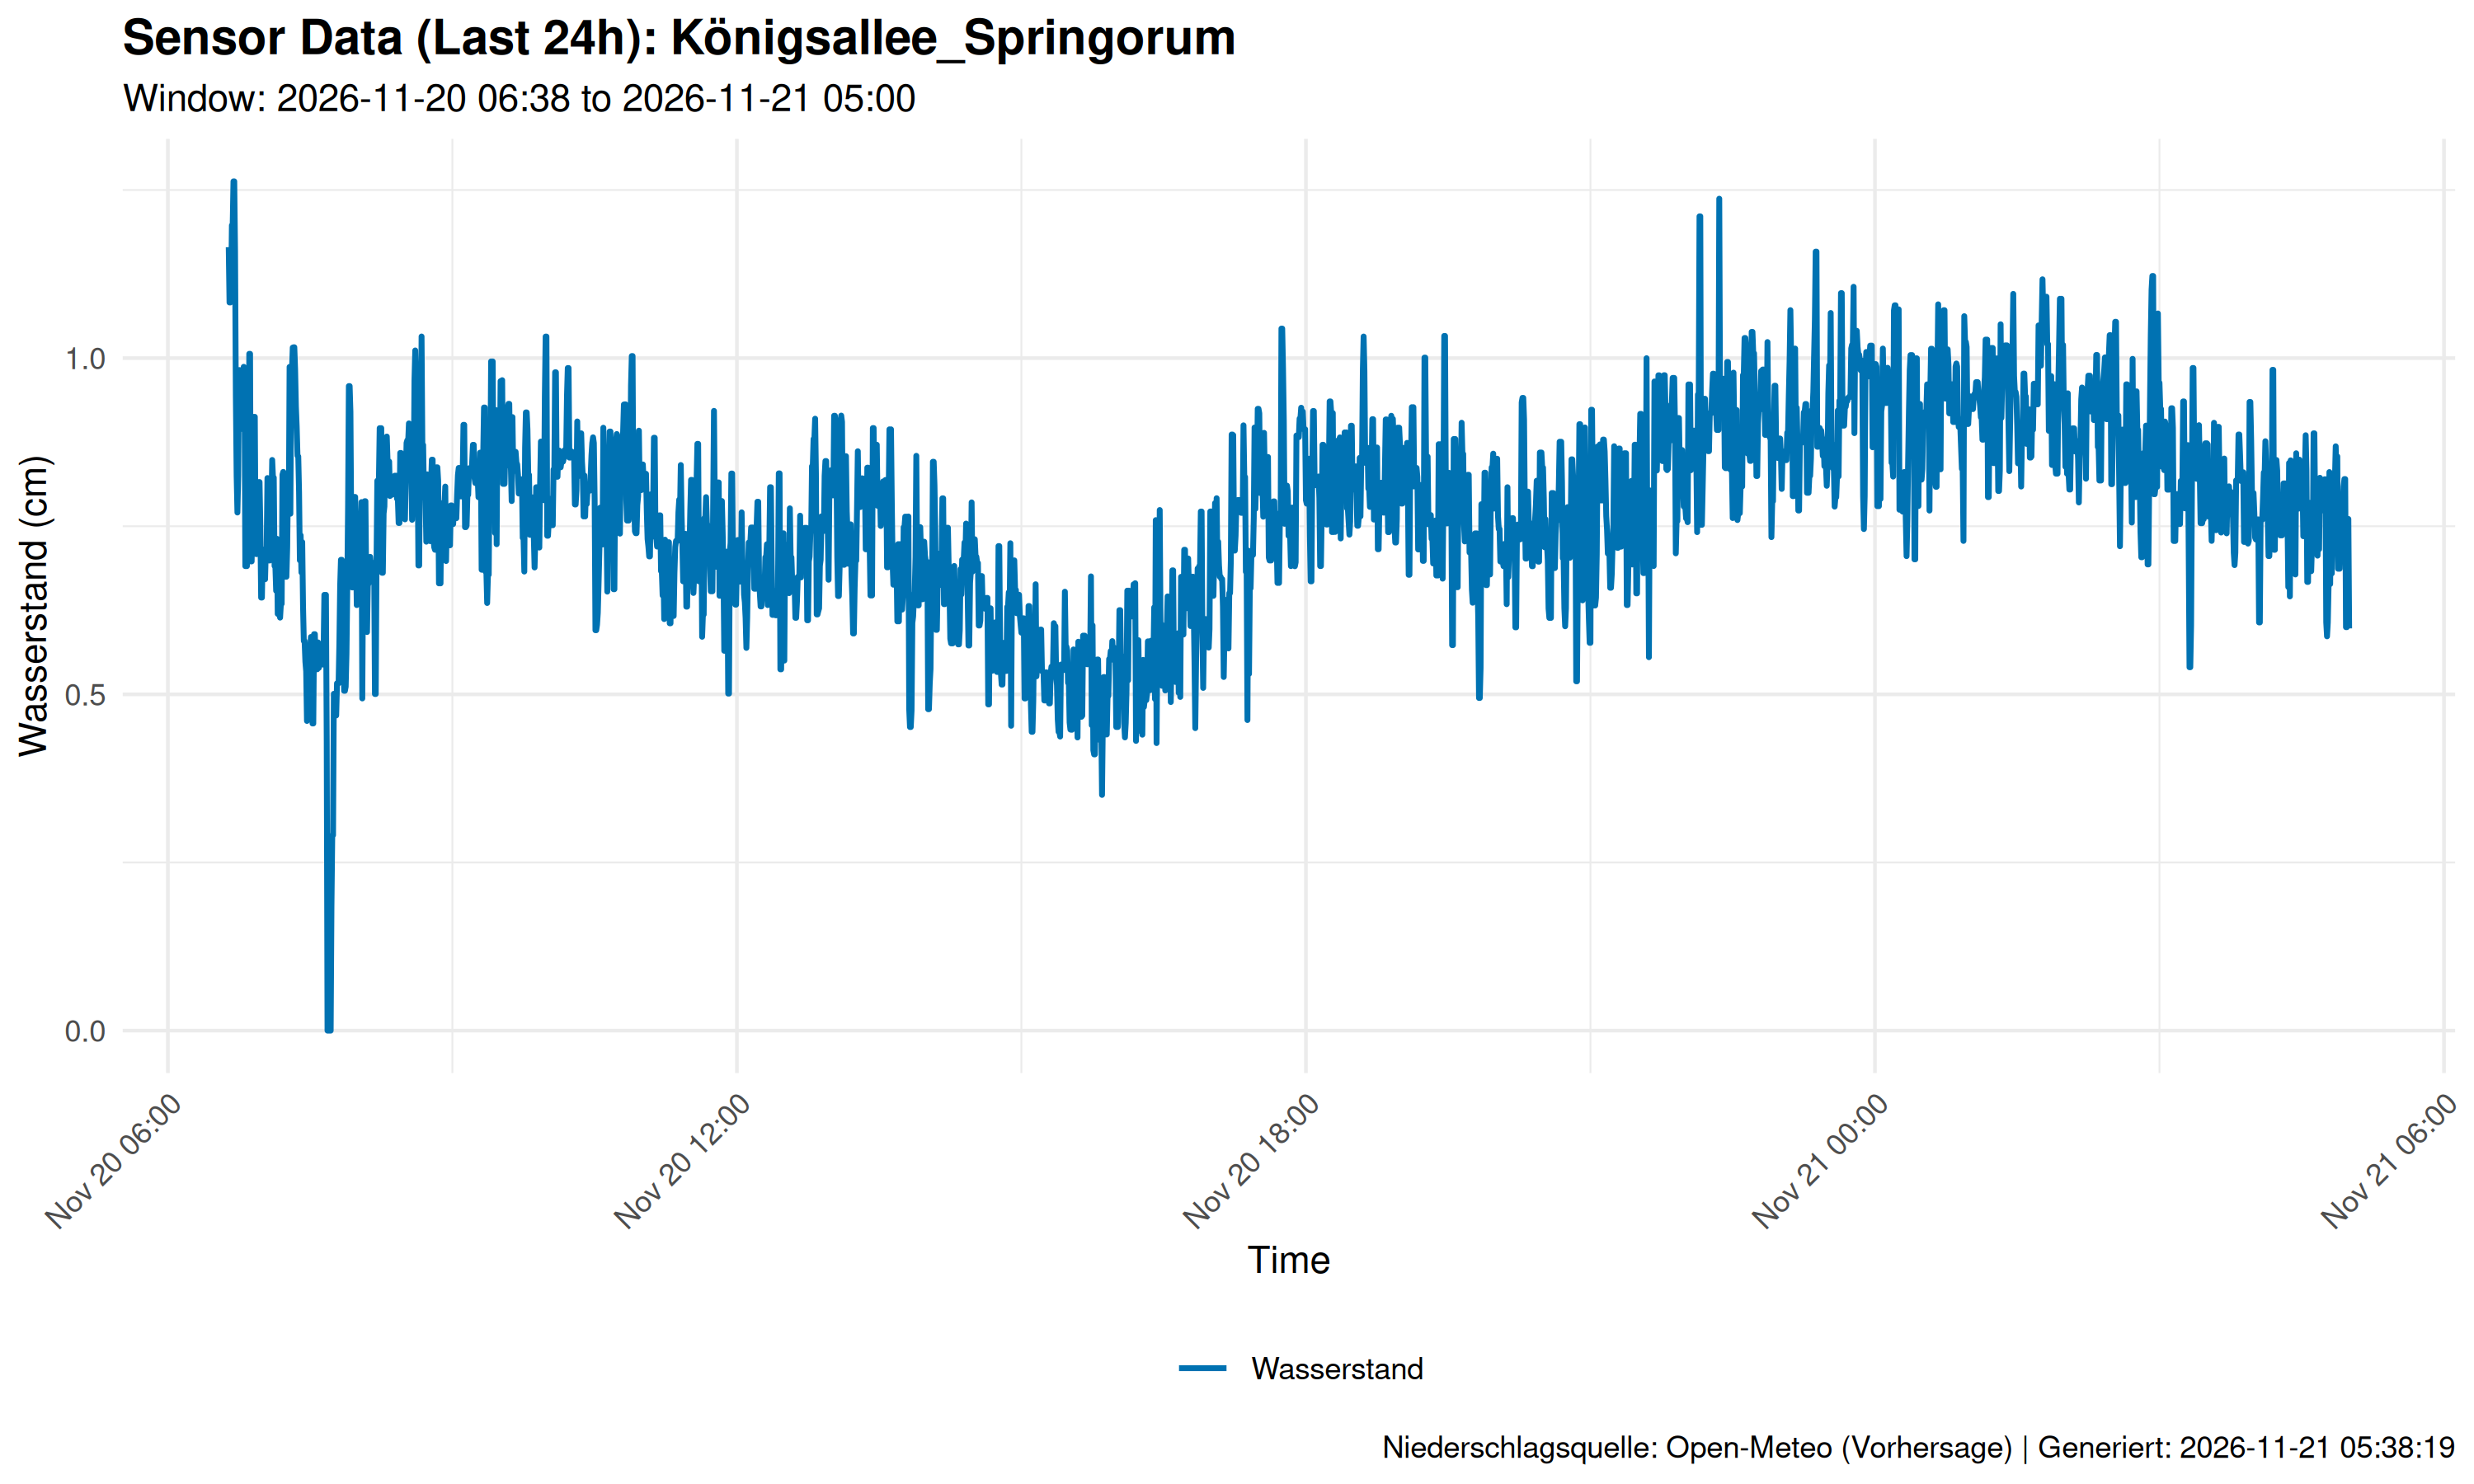 Sensor Data (Last 24h): Königsallee_Springorum
Window: 2026-11-20 06:38 to 2026-11-21 05:00
Wasserstand (cm)
1.0
0.5
0.0
Nov 20 06:00
Nov 20 12:00
Nov 20 18:00
Nov 21 00:00
Nov 21 06:00
Time
Wasserstand
Niederschlagsquelle: Open-Meteo (Vorhersage) | Generiert: 2026-11-21 05:38:19